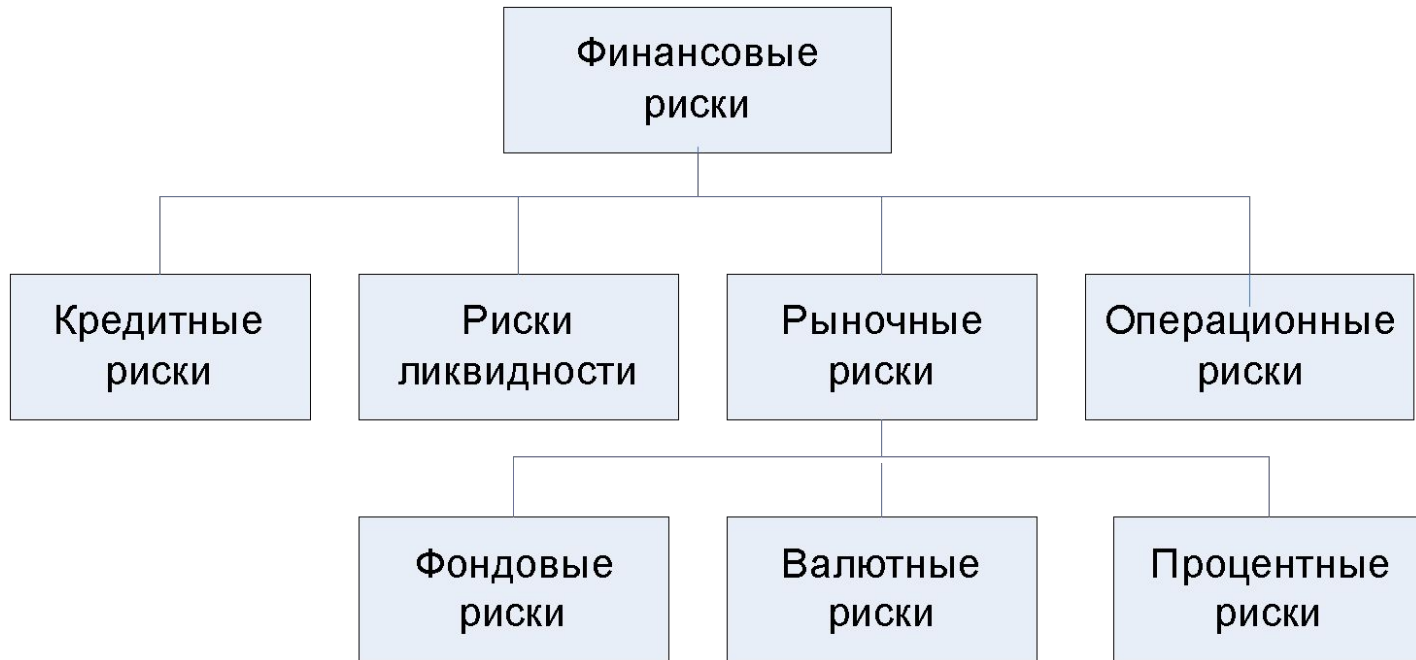 Финансовые
риски
Кредитные
риски
Риски
ликвидности
Рыночные
риски
Операционные
риски
Фондовые
риски
Валютные
риски
Процентные
риски